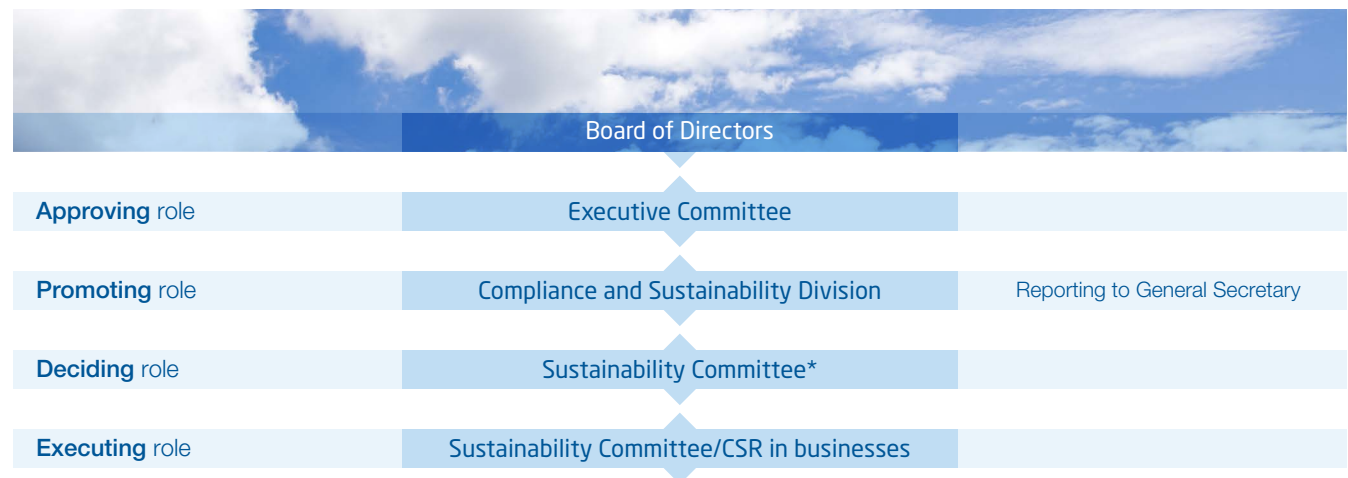 Board of Directors
Approving role Executive Committee
Promoting role Compliance and Sustainability Division Reporting to General Secretary
Deciding role Sustainability Committee*
Executing role Sustainability Committee/CSR in businesses